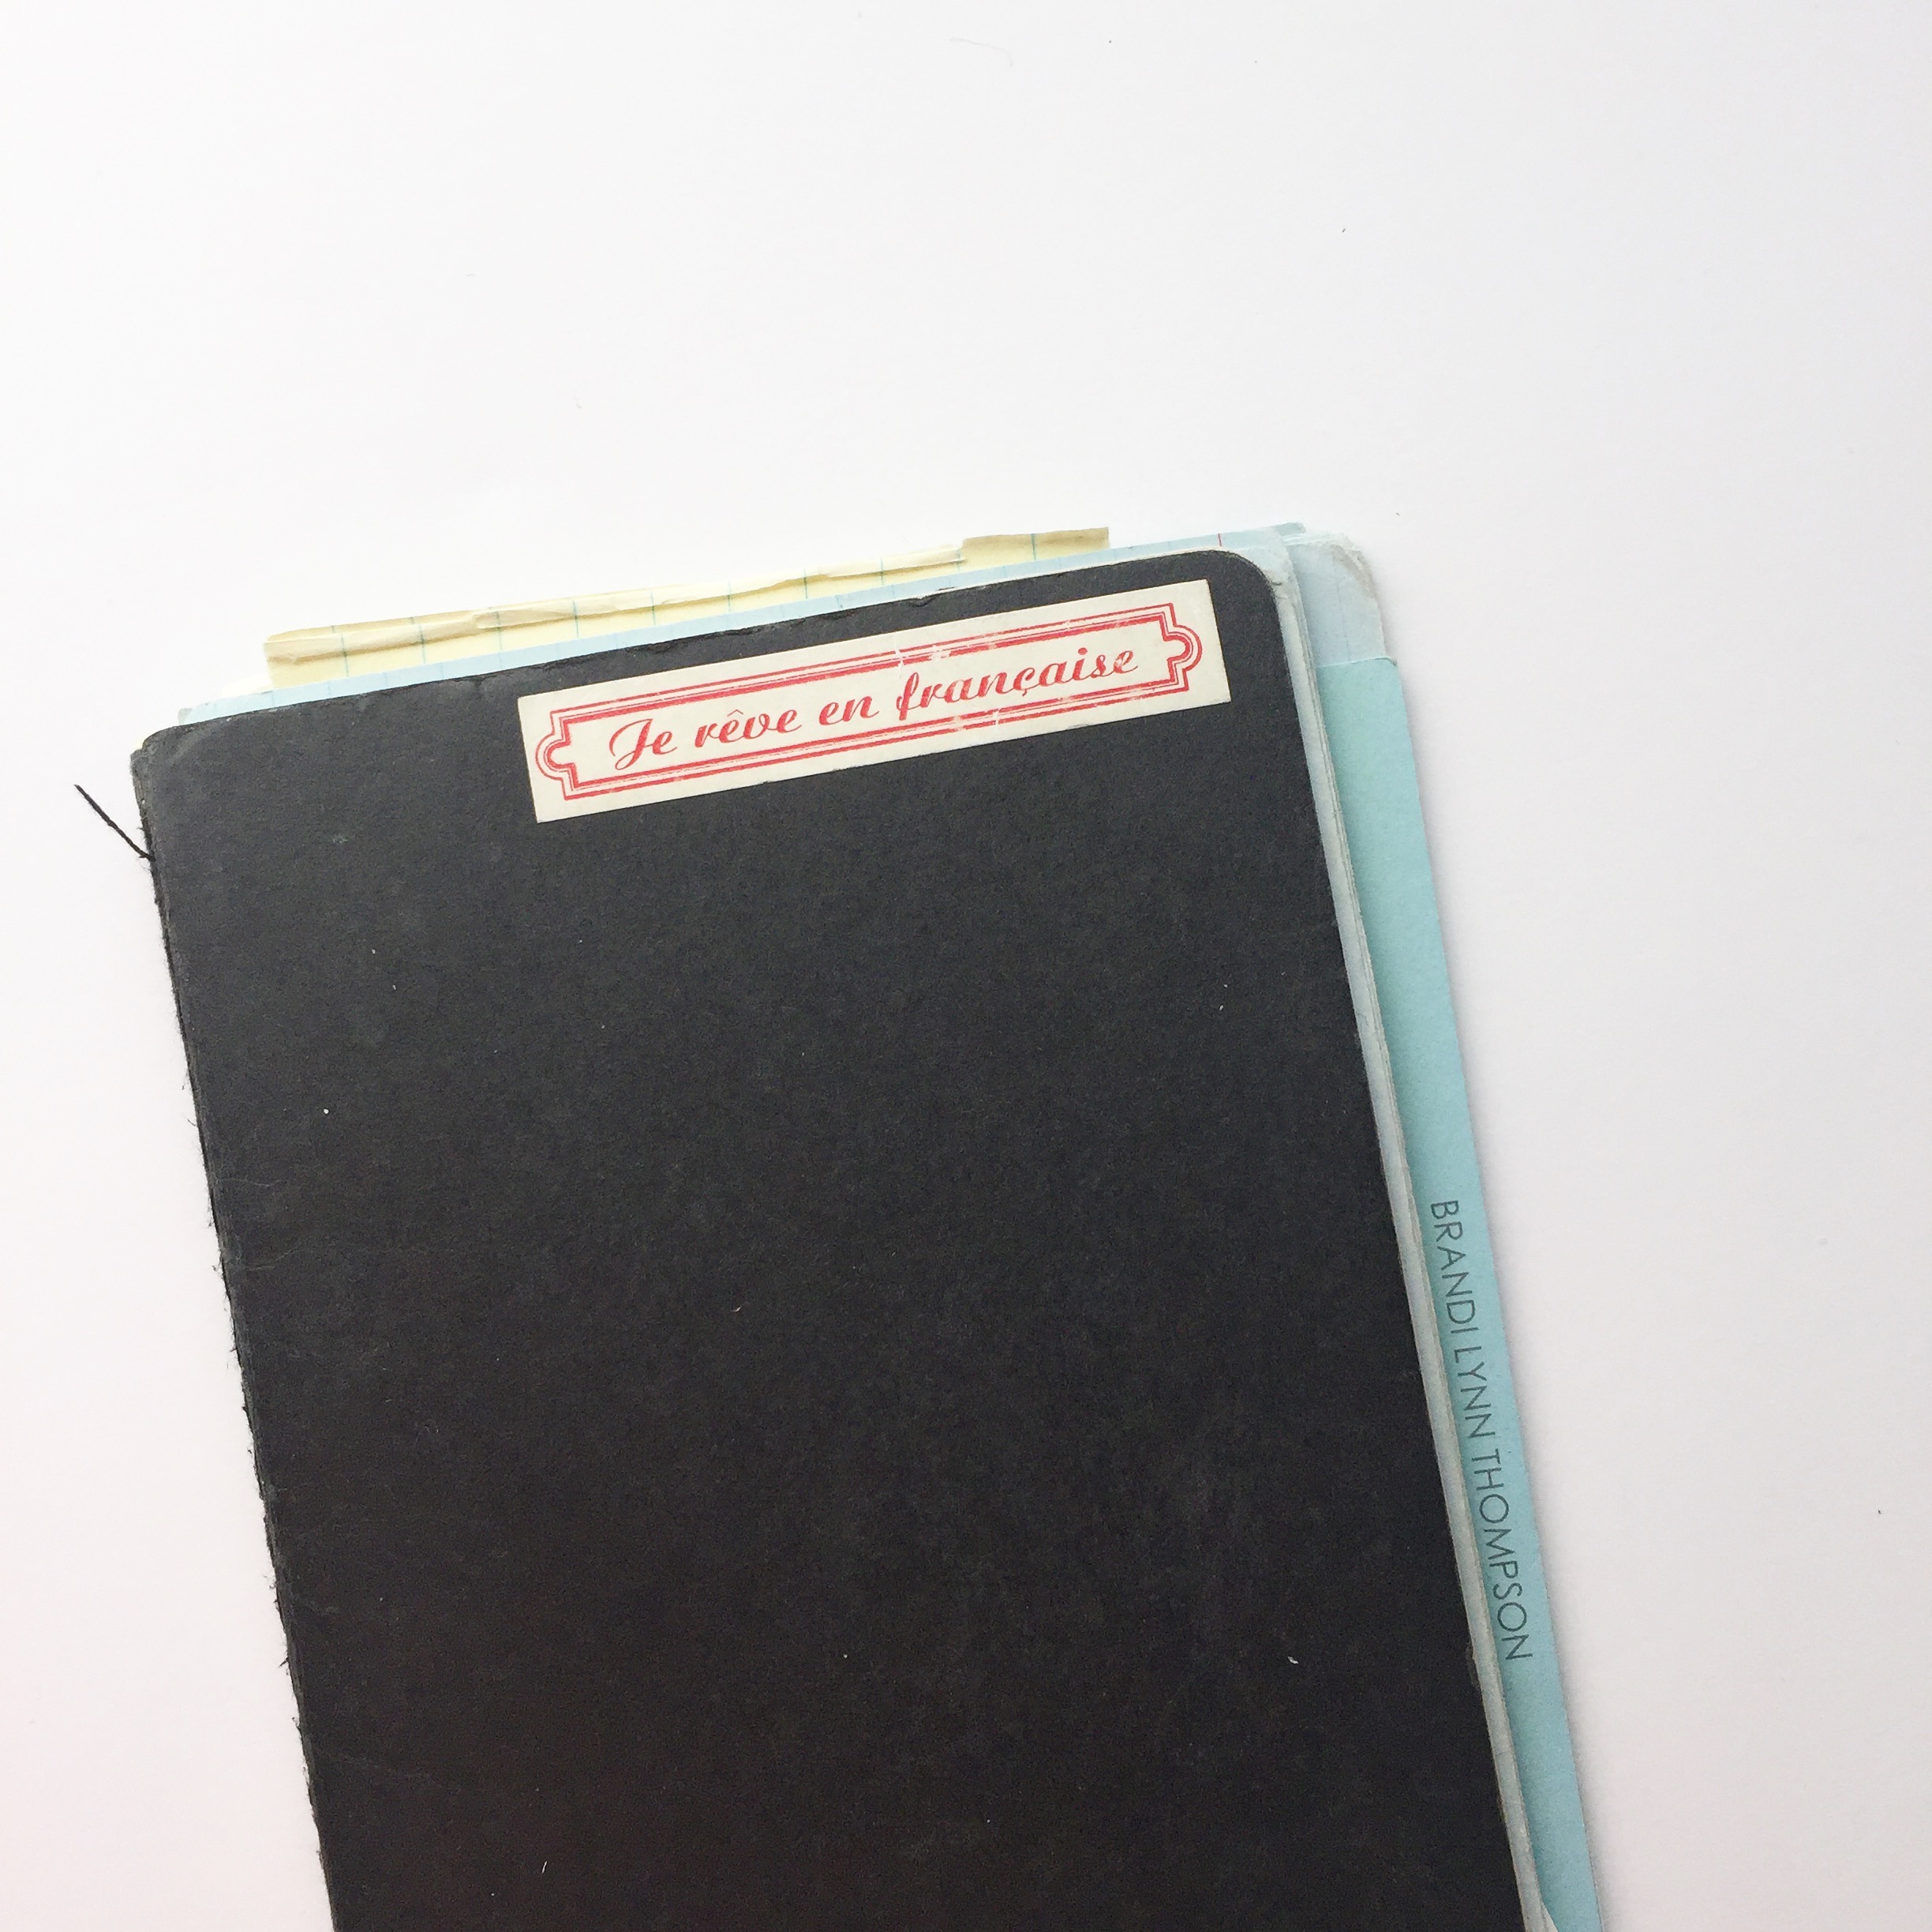 Je rêve en française
BRANDI LYNN THOMPSON